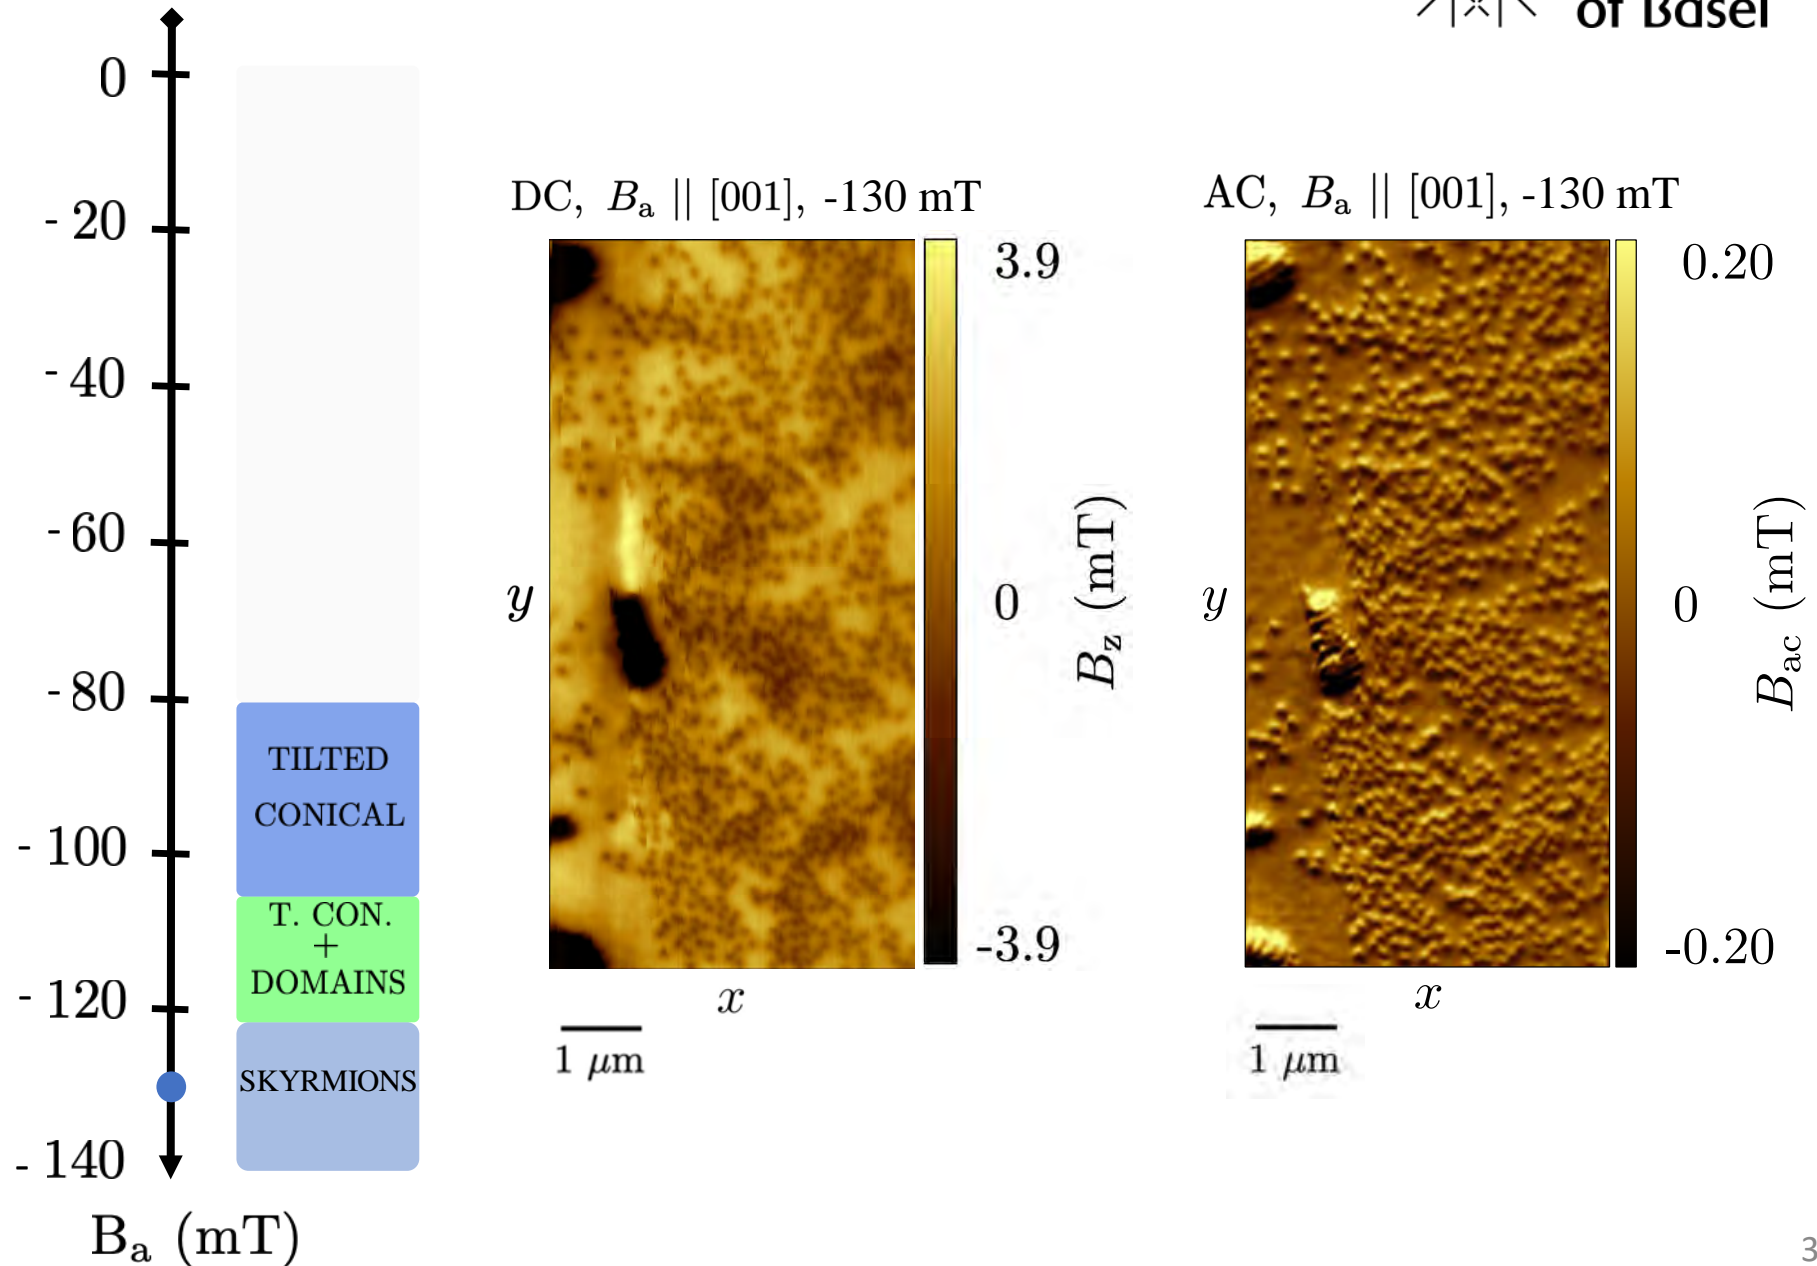 of Basel
0
- 20
- 40
- 60
- 80
- 100
- 120
- 140
Bₐ (mT)
TILTED
CONICAL
T. CON.
+
DOMAINS
SKYRMIONS
DC, Bₐ || [001], -130 mT
3.9
0
-3.9
B_z (mT)
y
x
1 μm
AC, Bₐ || [001], -130 mT
0.20
0
-0.20
B_ac (mT)
y
x
1 μm
3